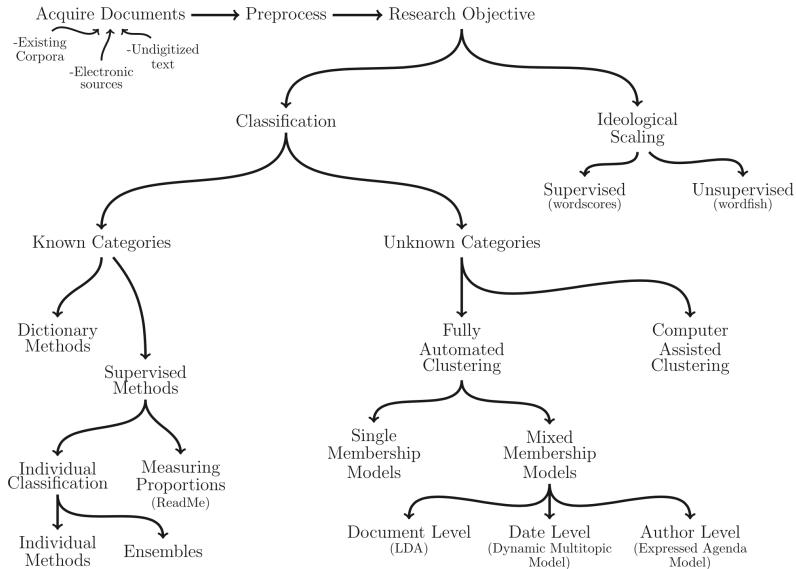 Acquire Documents
Preprocess
Research Objective
-Existing
Corpora
-Electronic
sources
-Undigitized
text
Classification
Ideological
Scaling
Supervised
(wordscores)
Unsupervised
(wordfish)
Known Categories
Unknown Categories
Dictionary
Methods
Supervised
Methods
Fully
Automated
Clustering
Computer
Assisted
Clustering
Individual
Classification
Measuring
Proportions
(ReadMe)
Single
Membership
Models
Mixed
Membership
Models
Individual
Methods
Ensembles
Document Level
(LDA)
Date Level
(Dynamic Multitopic
Model)
Author Level
(Expressed Agenda
Model)